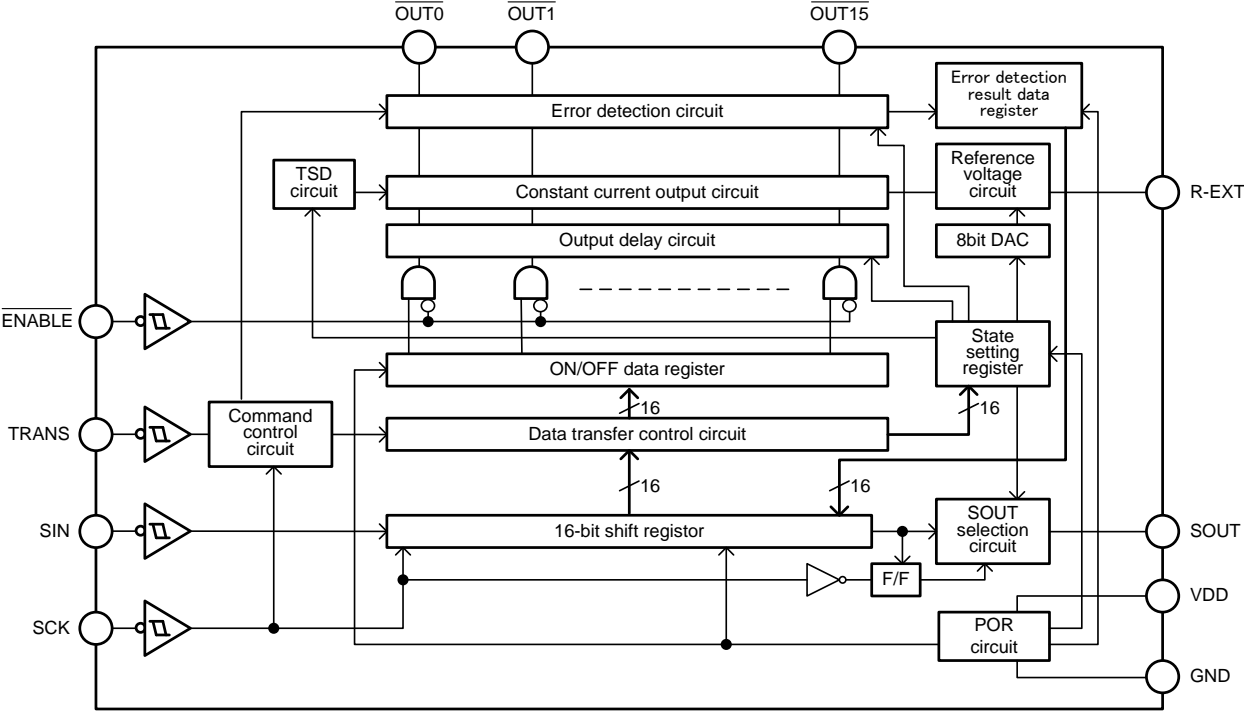 OUT0 OUT1 OUT15
Error detection
result data
register
Error detection circuit
TSD
circuit
Constant current output circuit
Reference
voltage
circuit
R-EXT
Output delay circuit
8bit DAC
ENABLE
State
setting
register
ON/OFF data register
16
16
TRANS
Command
control
circuit
Data transfer control circuit
16
16
SIN
16-bit shift registor
SOUT
selection
circuit
SOUT
F/F
VDD
SCK
POR
circuit
GND